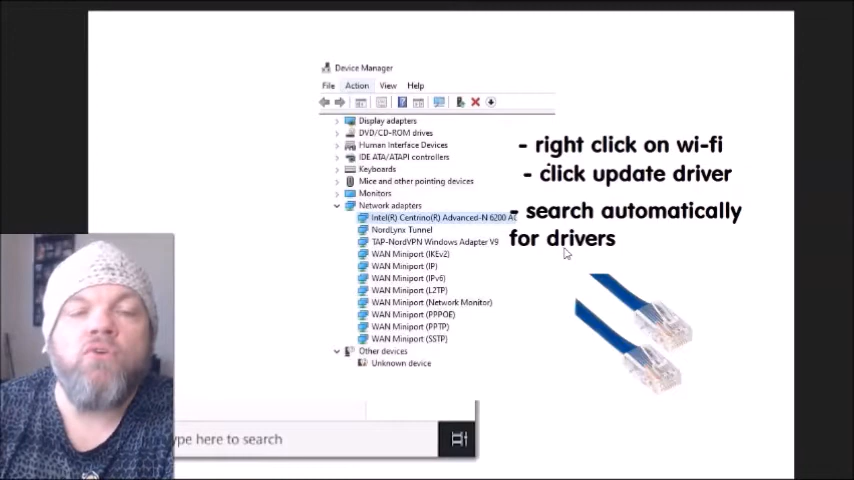 Device Manager
File Action View Help
Display adapters
DVD/CD-ROM drives
Human Interface Devices
IDE ATA/ATAPI controllers
Keyboards
Mice and other pointing devices
Monitors
Network adapters
Intel(R) Centrino(R) Advanced-N 6200 AG
NordLynx Tunnel
TAP-NordVPN Windows Adapter V9
WAN Miniport (IKEv2)
WAN Miniport (IP)
WAN Miniport (IPv6)
WAN Miniport (L2TP)
WAN Miniport (Network Monitor)
WAN Miniport (PPPOE)
WAN Miniport (PPTP)
WAN Miniport (SSTP)
Other devices
Unknown device
- right click on wi-fi
- click update driver
- search automatically
for drivers
ype here to search